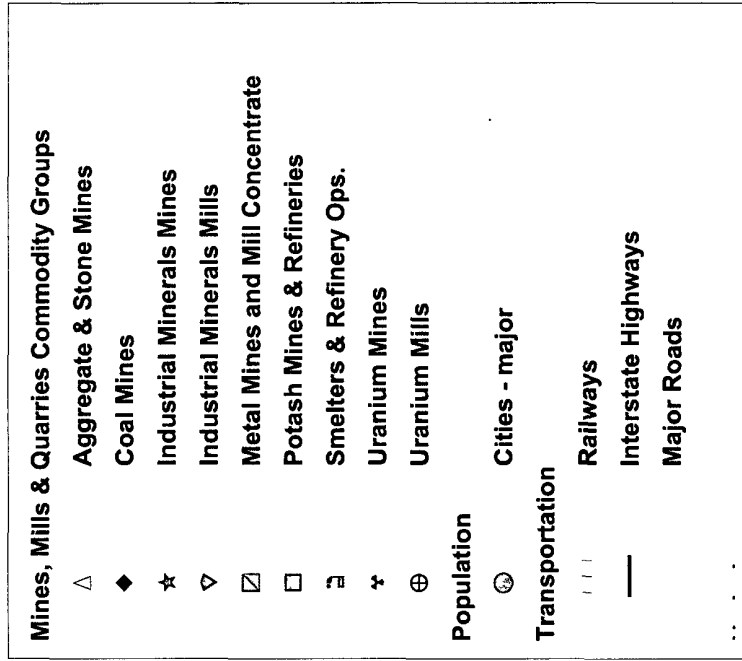 Mines, Mills & Quarries Commodity Groups
Aggregate & Stone Mines
Coal Mines
Industrial Minerals Mines
Industrial Minerals Mills
Metal Mines and Mill Concentrate
Potash Mines & Refineries
Smelters & Refinery Ops.
Uranium Mines
Uranium Mills
Population
Cities - major
Transportation
Railways
Interstate Highways
Major Roads